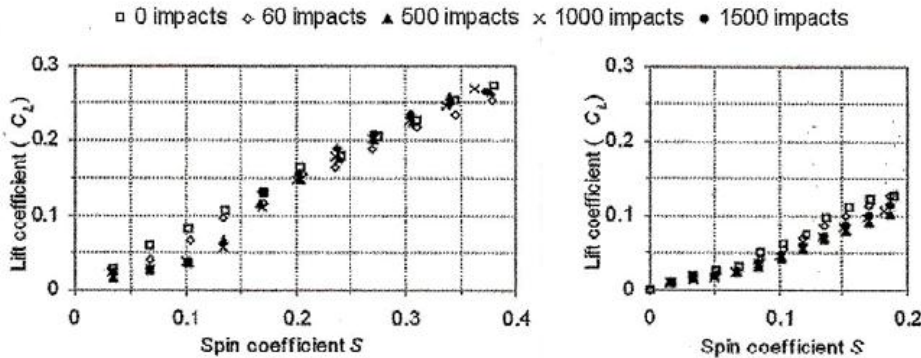 □ 0 impacts ◇ 60 impacts ▲ 500 impacts × 1000 impacts ● 1500 impacts
Lift coefficient ( C_L)
0.3
0.2
0.1
0
0 0.1 0.2 0.3 0.4
Spin coefficient S
Lift coefficient ( C_L)
0.3
0.2
0.1
0
0 0.1 0.2
Spin coefficient S